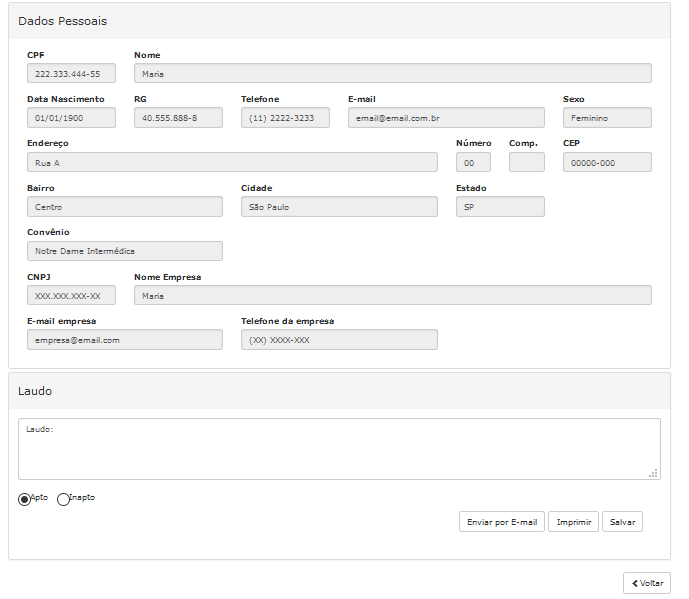 Dados Pessoais
CPF Nome
222.333.444-55 Maria
Data Nascimento RG Telefone E-mail Sexo
01/01/1900 40.555.888-8 (11) 2222-3233 email@email.com.br Feminino
Endereço Número Comp. CEP
Rua A 00 00000-000
Bairro Cidade Estado
Centro São Paulo SP
Convênio
Notre Dame Intermédica
CNPJ Nome Empresa
XXX.XXX.XXX-XX Maria
E-mail empresa Telefone da empresa
empresa@email.com (XX) XXXX-XXX
Laudo
Laudo:
Apto Inapto
Enviar por E-mail Imprimir Salvar
Voltar